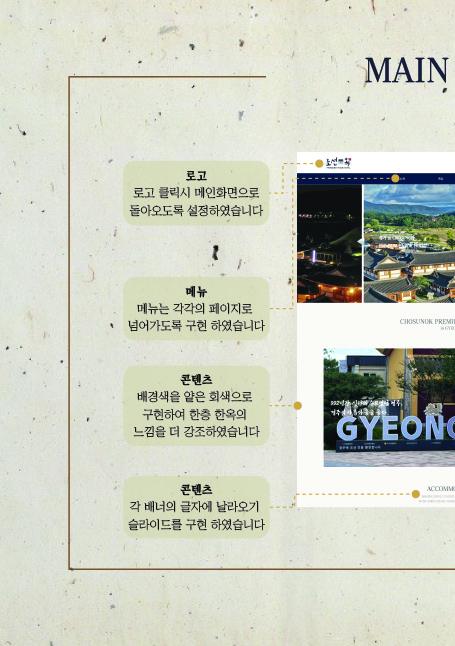 MAIN
로고
로고 클릭시 메인화면으로
돌아오도록 설정하였습니다
메뉴
메뉴는 각각의 페이지로
넘어가도록 구현 하였습니다
CHOSUNOK PREMI
콘텐츠
배경색을 얕은 회색으로
구현하여 한층 한옥의
느낌을 더 강조하였습니다
GYEONG
콘텐츠
각 배너의 글자에 날라오기
슬라이드를 구현 하였습니다
ACCOMMO